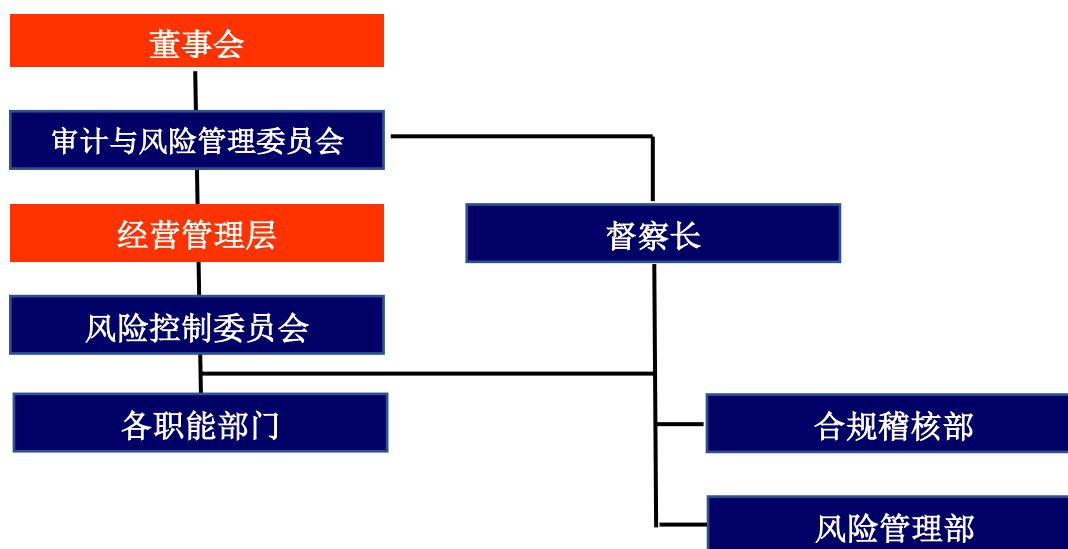 董事会
审计与风险管理委员会
经营管理层
督察长
风险控制委员会
各职能部门
合规稽核部
风险管理部